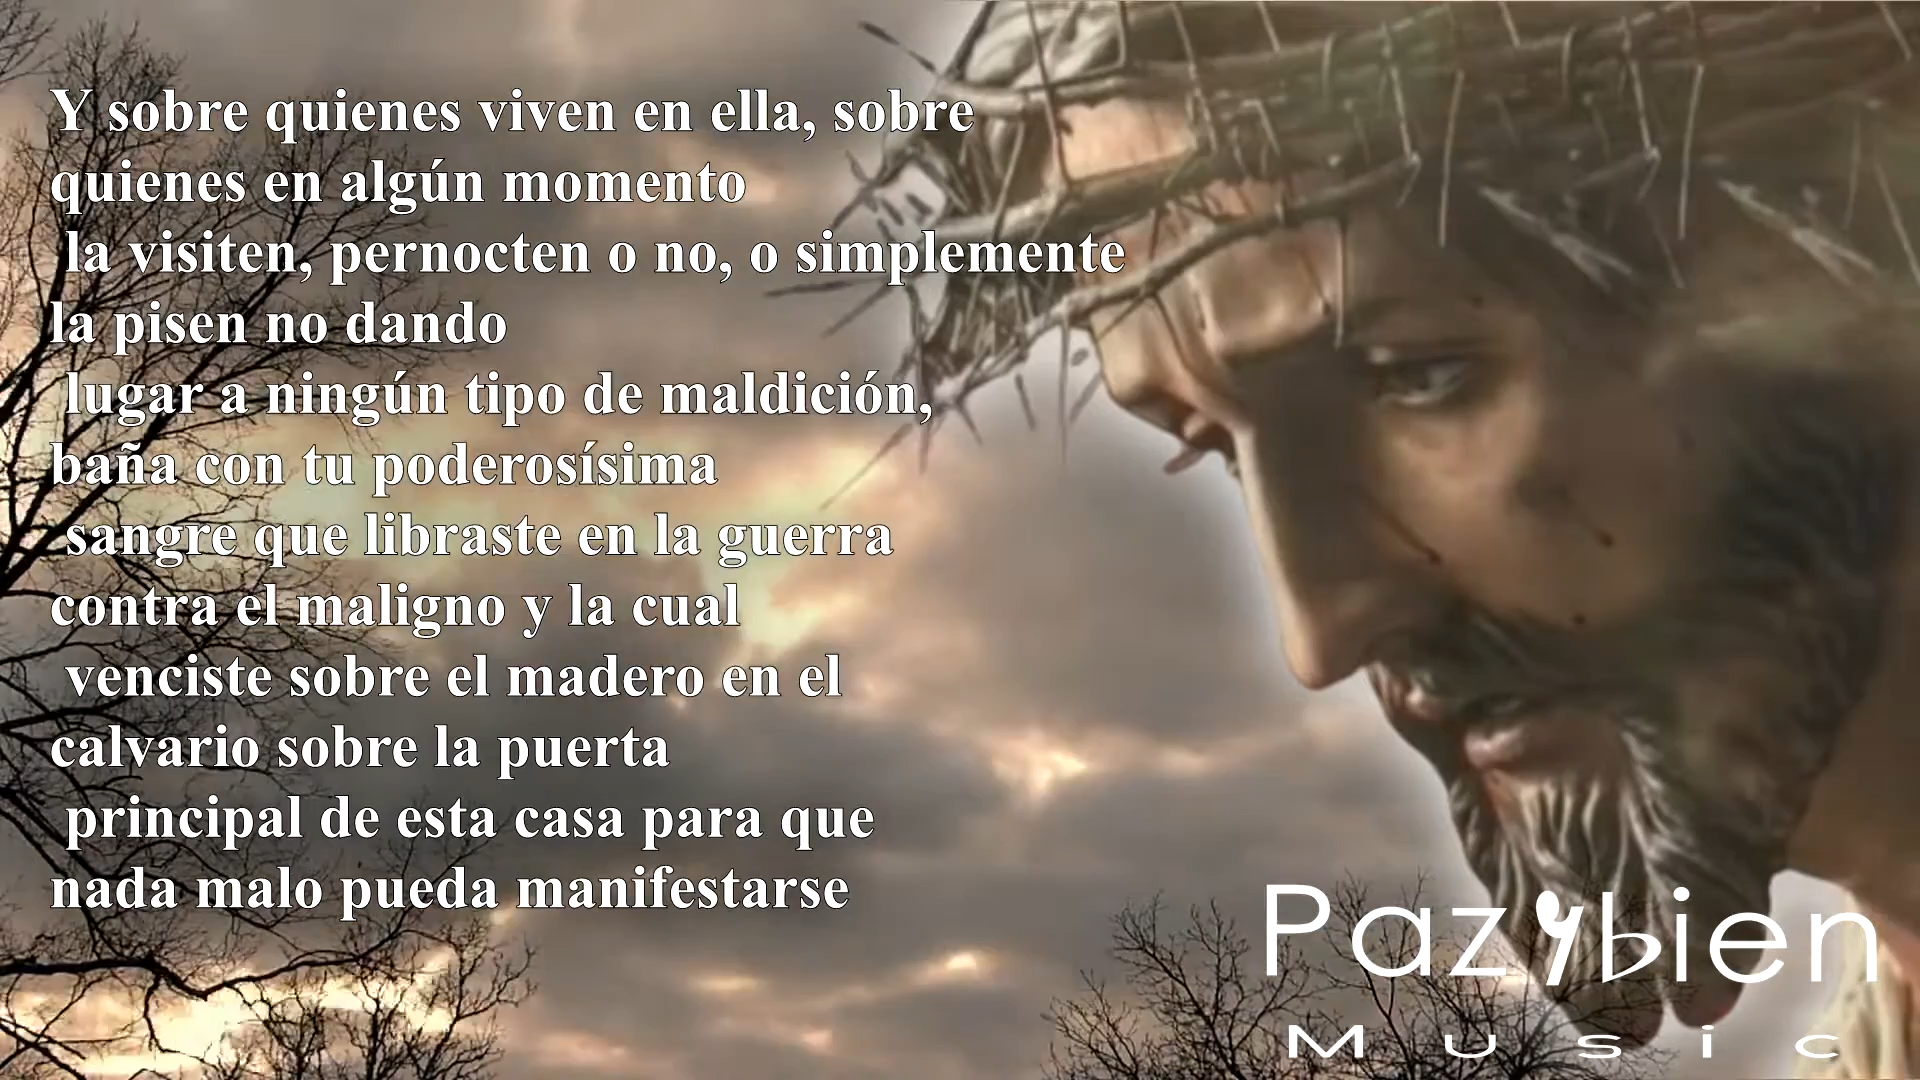 Y sobre quienes viven en ella, sobre
quienes en algún momento
la visiten, pernocten o no, o simplemente
la pisen no dando
lugar a ningún tipo de maldición,
baña con tu poderosísima
sangre que libraste en la guerra
contra el maligno y la cual
venciste sobre el madero en el
calvario sobre la puerta
principal de esta casa para que
nada malo pueda manifestarse
Pazybien
Music